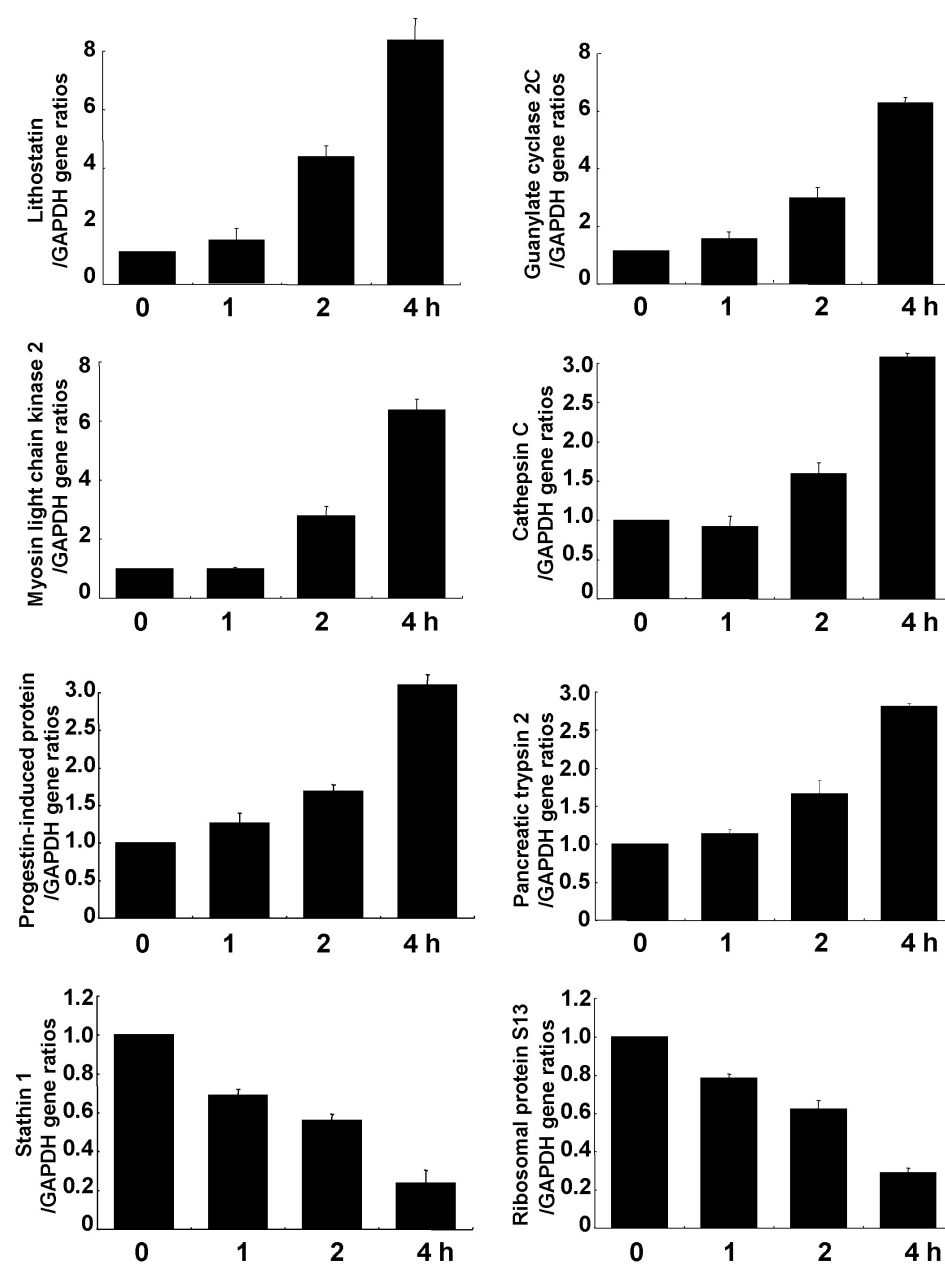 Lithostatin
/GAPDH gene ratios
8
6
4
2
0
0 1 2 4 h
Guanylate cyclase 2C
/GAPDH gene ratios
8
6
4
2
0
0 1 2 4 h
Myosin light chain kinase 2
/GAPDH gene ratios
8
6
4
2
0
0 1 2 4 h
Cathepsin C
/GAPDH gene ratios
3.0
2.5
2.0
1.5
1.0
0.5
0
0 1 2 4 h
Progestin-induced protein
/GAPDH gene ratios
3.0
2.5
2.0
1.5
1.0
0.5
0
0 1 2 4 h
Pancreatic trypsin 2
/GAPDH gene ratios
3.0
2.5
2.0
1.5
1.0
0.5
0
0 1 2 4 h
Stathin 1
/GAPDH gene ratios
1.2
1.0
0.8
0.6
0.4
0.2
0
0 1 2 4 h
Ribosomal protein S13
/GAPDH gene ratios
1.2
1.0
0.8
0.6
0.4
0.2
0
0 1 2 4 h